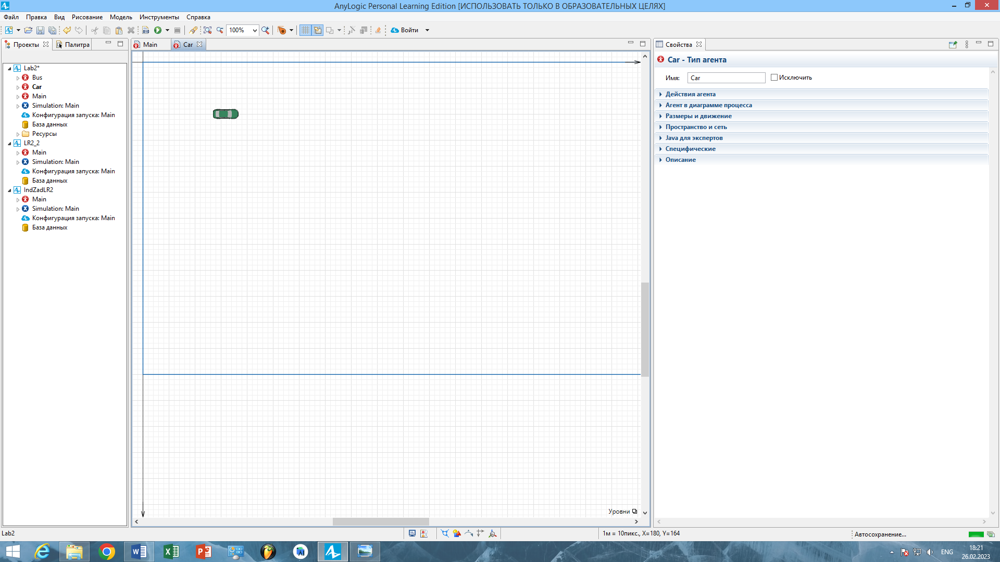 AnyLogic Personal Learning Edition [ИСПОЛЬЗОВАТЬ ТОЛЬКО В ОБРАЗОВАТЕЛЬНЫХ ЦЕЛЯХ]
Файл Правка Вид Рисование Модель Инструменты Справка
100% Войти
Проекты Палитра
Main Car
Свойства
Lab2*
Bus
Car
Main
Simulation: Main
Конфигурация запуска: Main
База данных
Ресурсы
LR2_2
Main
Simulation: Main
Конфигурация запуска: Main
База данных
IndZadLR2
Main
Simulation: Main
Конфигурация запуска: Main
База данных
Уровни
Car - Тип агента
Имя: Car Исключить
Действия агента
Агент в диаграмме процесса
Размеры и движение
Пространство и сеть
Java для экспертов
Специфические
Описание
Lab2
1м = 10пикс., X=180, Y=164
Автосохранение...
ENG
18:21
26.02.2023